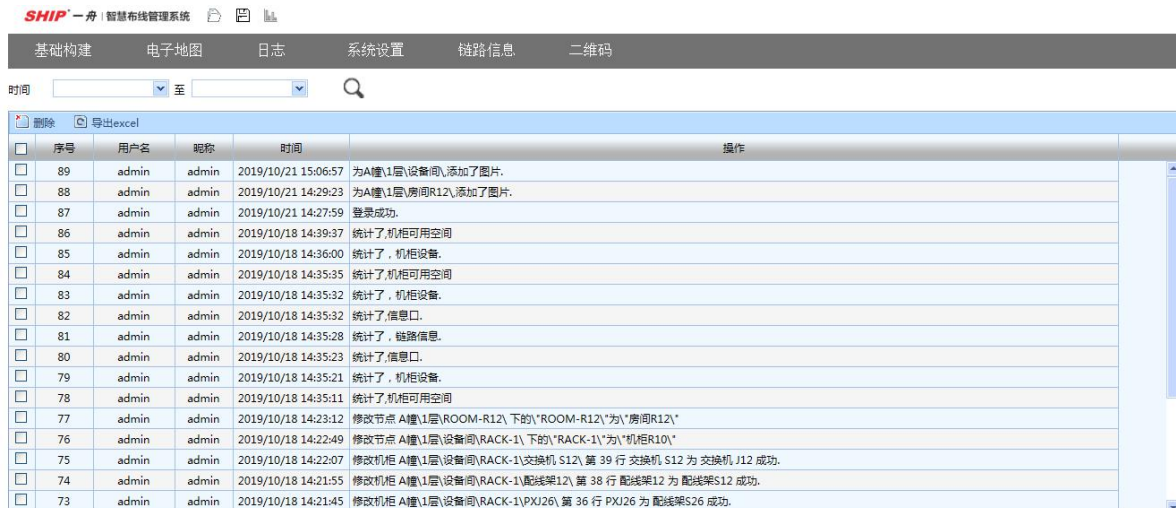 SHIP 一舟 智慧布线管理系统
基础构建 电子地图 日志 系统设置 链路信息 二维码
时间 至
删除 导出excel
序号 用户名 昵称 时间 操作
89 admin admin 2019/10/21 15:06:57 为A幢\1层\设备间\,添加了图片.
88 admin admin 2019/10/21 14:29:23 为A幢\1层\房间R12\,添加了图片.
87 admin admin 2019/10/21 14:27:59 登录成功.
86 admin admin 2019/10/18 14:39:37 统计了,机柜可用空间
85 admin admin 2019/10/18 14:36:00 统计了，机柜设备.
84 admin admin 2019/10/18 14:35:35 统计了,机柜可用空间
83 admin admin 2019/10/18 14:35:32 统计了，机柜设备.
82 admin admin 2019/10/18 14:35:32 统计了,信息口.
81 admin admin 2019/10/18 14:35:28 统计了，链路信息.
80 admin admin 2019/10/18 14:35:23 统计了,信息口.
79 admin admin 2019/10/18 14:35:21 统计了，机柜设备.
78 admin admin 2019/10/18 14:35:11 统计了,机柜可用空间
77 admin admin 2019/10/18 14:23:12 修改节点 A幢\1层\ROOM-R12\ 下的\"ROOM-R12\"为\"房间R12\"
76 admin admin 2019/10/18 14:22:49 修改节点 A幢\1层\设备间\RACK-1\ 下的\"RACK-1\"为\"机柜R10\"
75 admin admin 2019/10/18 14:22:07 修改机柜 A幢\1层\设备间\RACK-1\交换机 S12\ 第 39 行 交换机 S12 为 交换机 J12 成功.
74 admin admin 2019/10/18 14:21:55 修改机柜 A幢\1层\设备间\RACK-1\配线架12\ 第 38 行 配线架12 为 配线架S12 成功.
73 admin admin 2019/10/18 14:21:45 修改机柜 A幢\1层\设备间\RACK-1\PXJ26\ 第 36 行 PXJ26 为 配线架S26 成功.